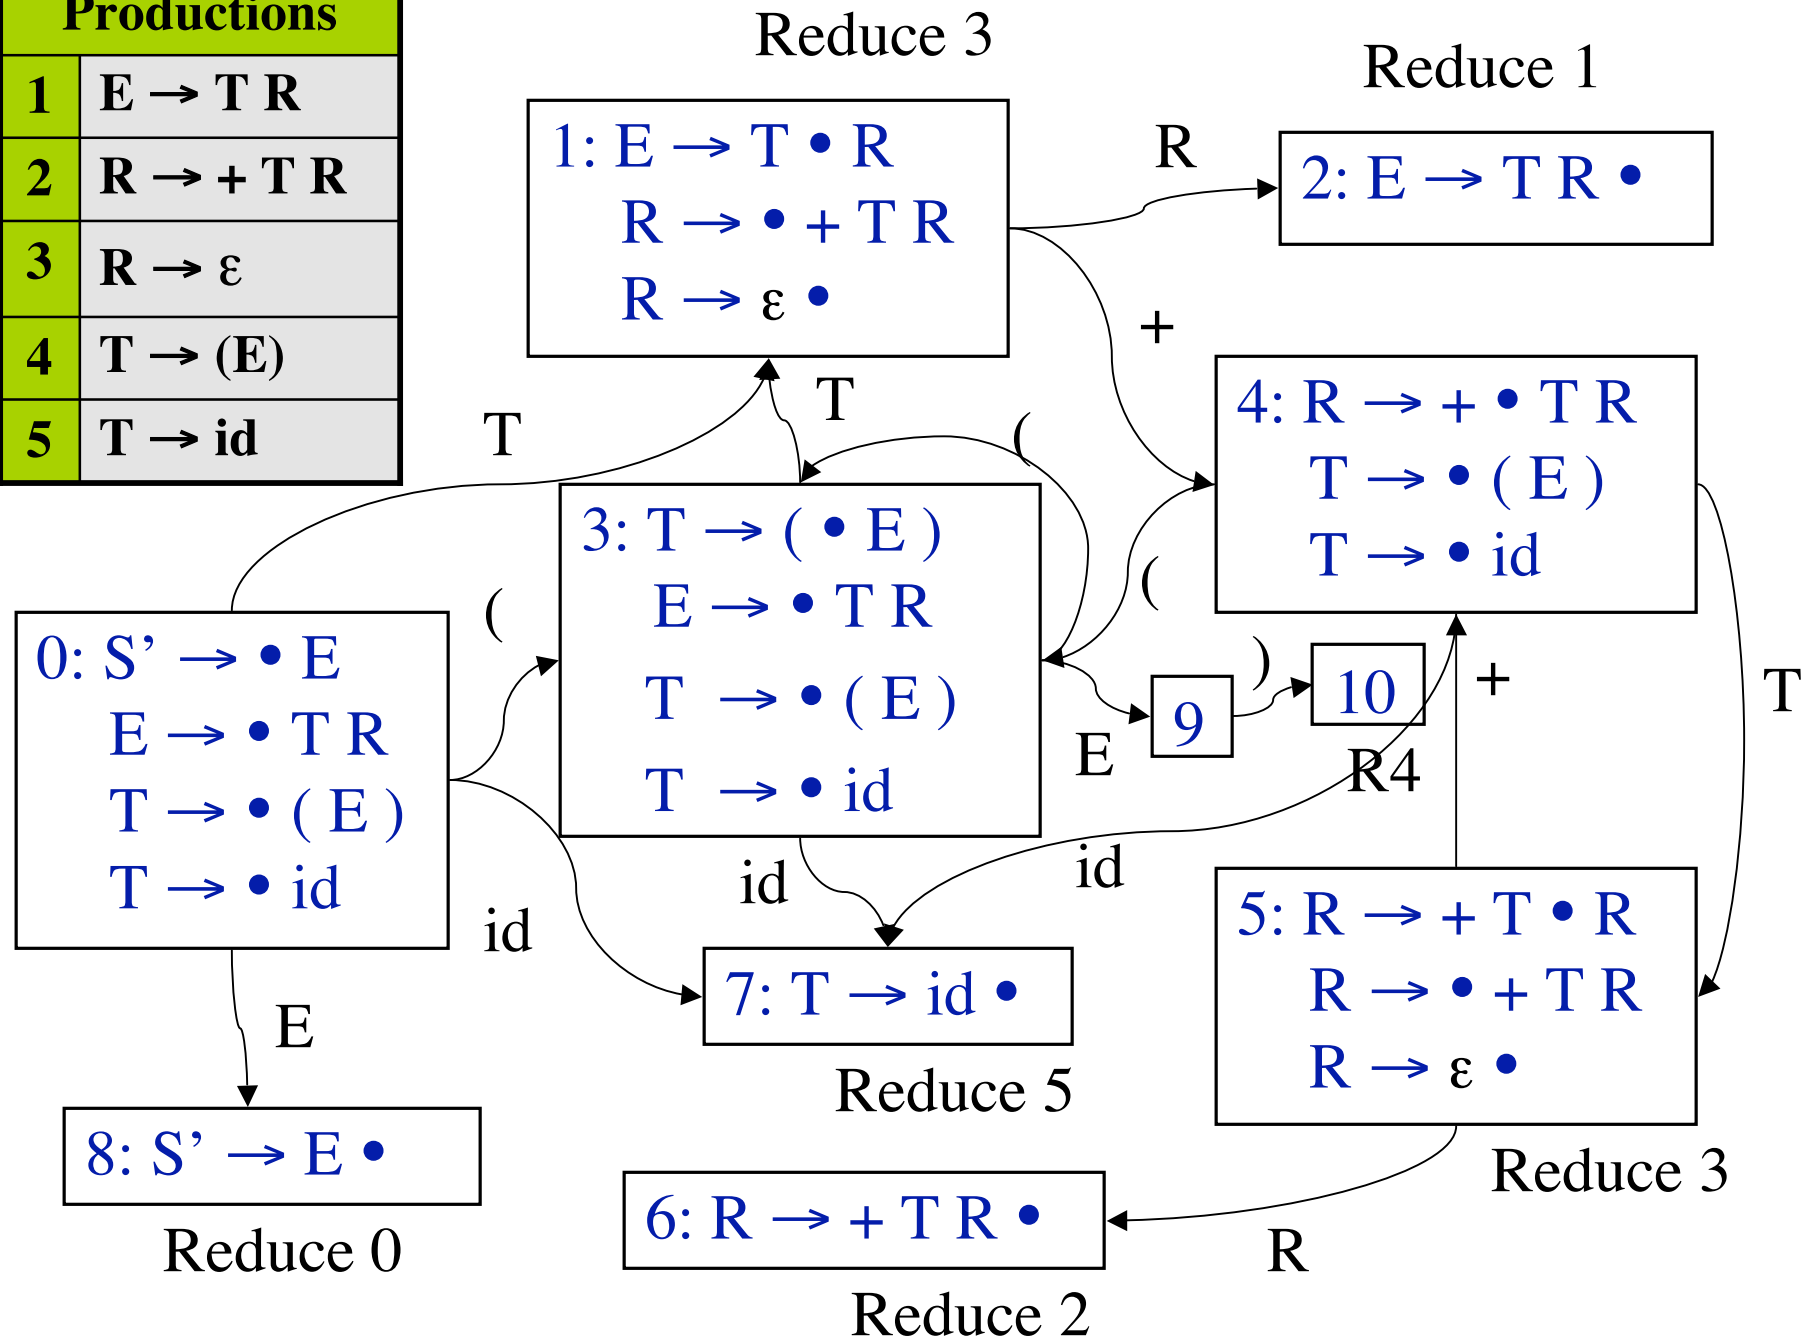 Productions
1 E → T R
2 R → + T R
3 R → ε
4 T → (E)
5 T → id
Reduce 3
1: E → T • R
R → • + T R
R → ε •
Reduce 1
R
2: E → T R •
+
T
T
(
4: R → + • T R
T → • ( E )
T → • id
3: T → ( • E )
E → • T R
T → • ( E )
T → • id
(
(
0: S’ → • E
E → • T R
T → • ( E )
T → • id
)
9
10
E
R4
+
T
id
id
id
5: R → + T • R
R → • + T R
R → ε •
Reduce 3
7: T → id •
Reduce 5
E
8: S’ → E •
Reduce 0
6: R → + T R •
Reduce 2
R